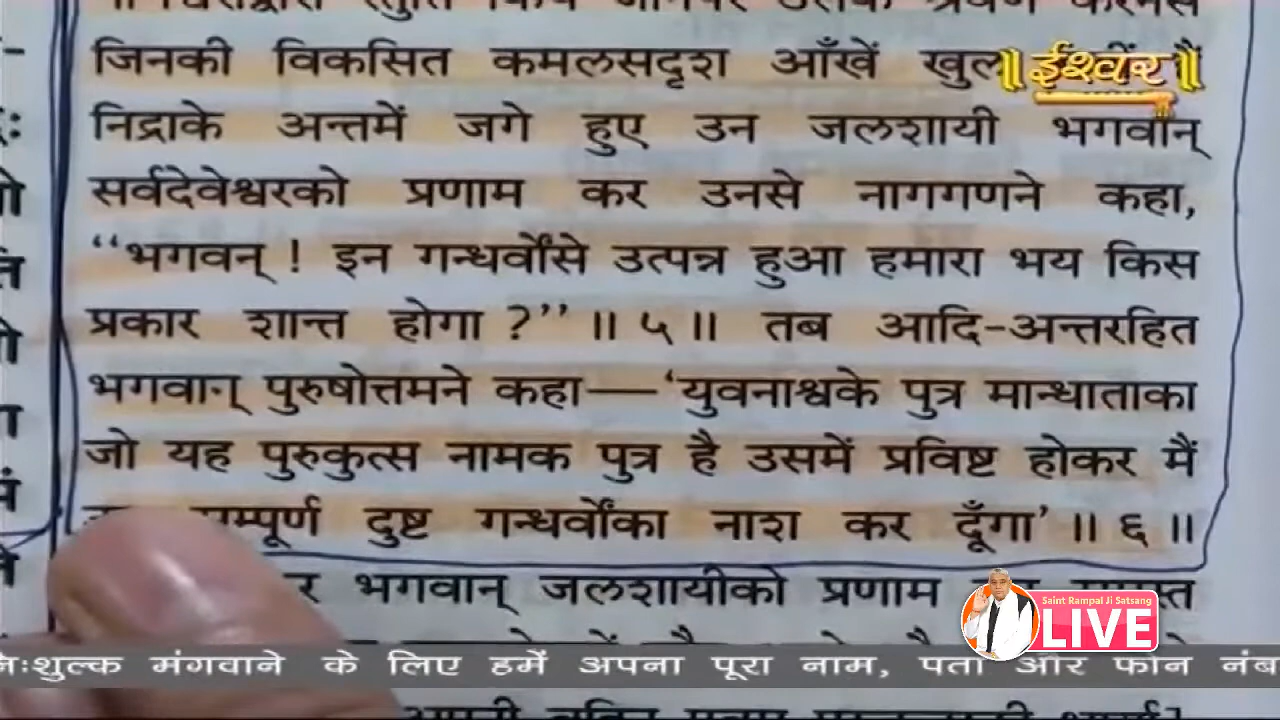 जिनकी विकसित कमलसदृश आँखें
॥ ईश्वर ॥
निद्राके अन्तमें जगे हुए उन जलशायी भगवान्
सर्वदेवेश्वरको प्रणाम कर उनसे नागगणने कहा,
“भगवन् ! इन गन्धर्वोंसे उत्पन्न हुआ हमारा भय किस
प्रकार शान्त होगा ?” ॥ ५ ॥ तब आदि-अन्तरहित
भगवान् पुरुषोत्तमने कहा—‘युवनाश्वके पुत्र मान्धाताका
जो यह पुरुकुत्स नामक पुत्र है उसमें प्रविष्ट होकर मैं
दुष्ट गन्धर्वोंका नाश कर दूँगा’ ॥ ६ ॥
भगवान् जलशायीको प्रणाम
Saint Rampal Ji Satsang
LIVE
निःशुल्क मंगवाने के लिए हमें अपना पूरा नाम, पता और फोन